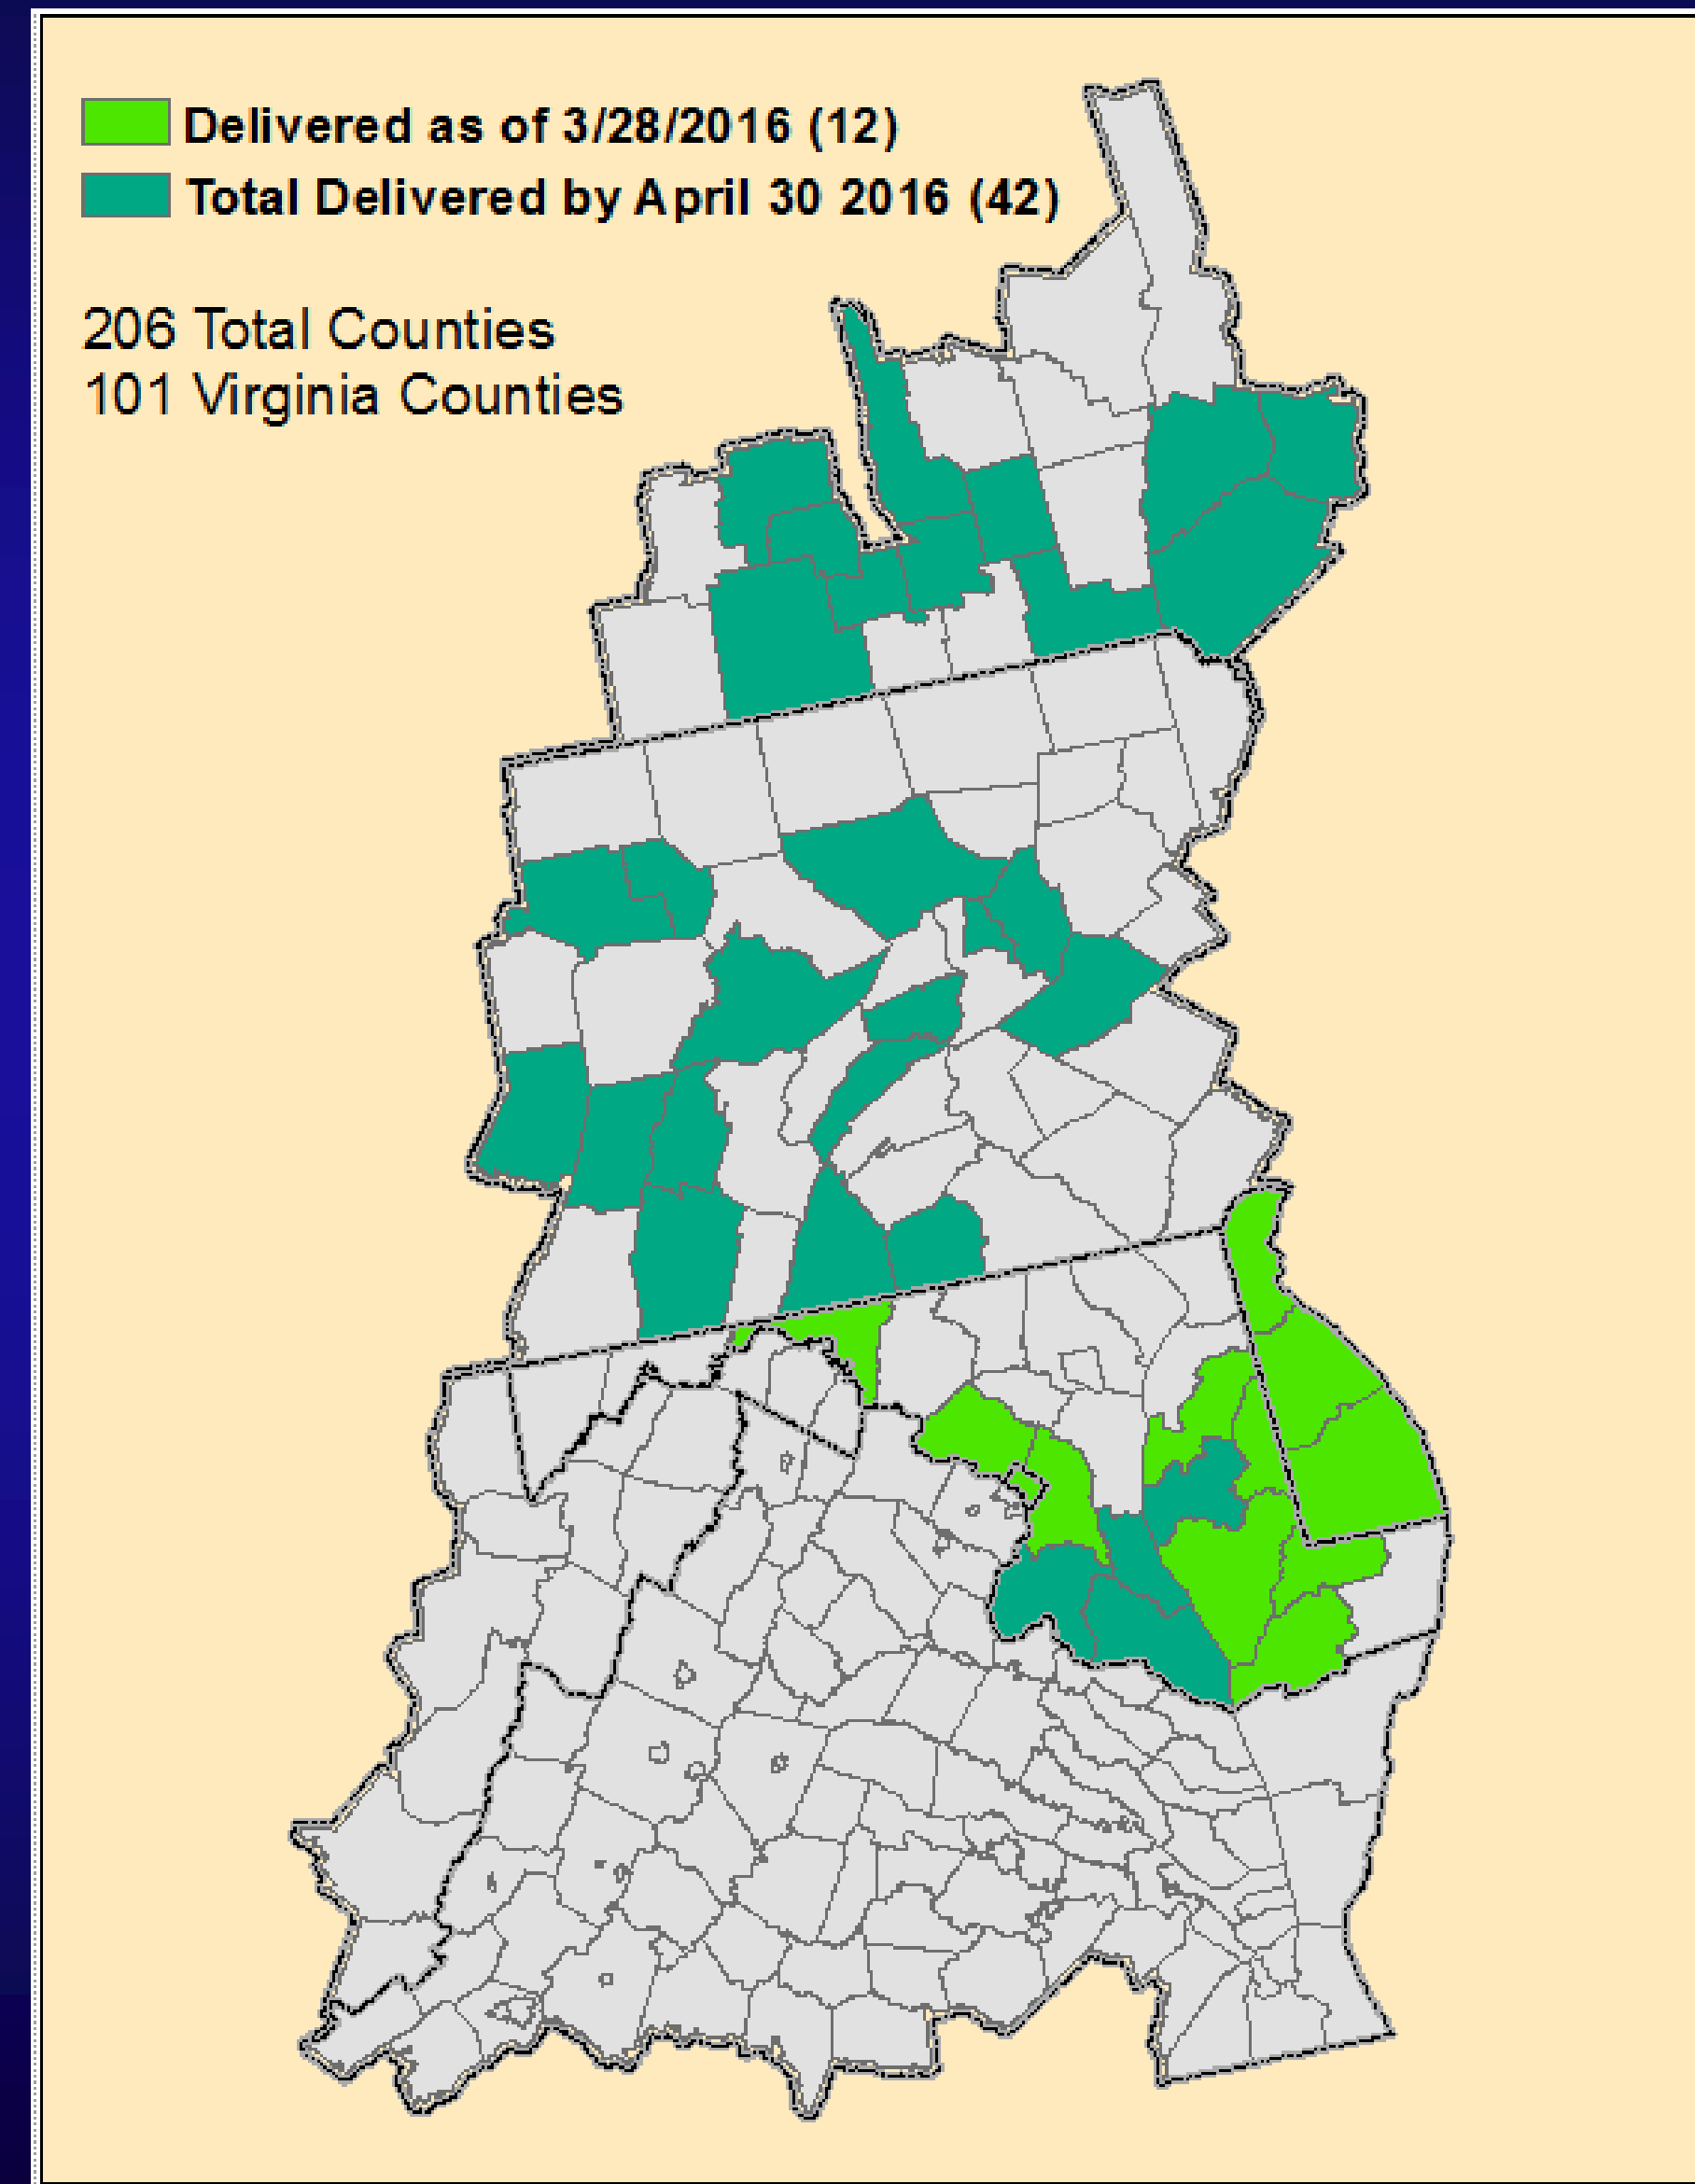 Delivered as of 3/28/2016 (12)
Total Delivered by April 30 2016 (42)
206 Total Counties
101 Virginia Counties